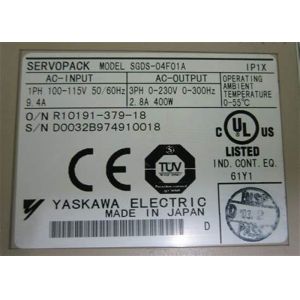 SERVOPACK MODEL SGDS-04F01A IP1X
AC-INPUT AC-OUTPUT OPERATING
AMBIENT
TEMPERATURE
1PH 100-115V 50/60Hz 3PH 0-230V 0-300Hz
9.4A 2.8A 400W 0-55°C
O/N R10191-379-18
S/N D0032B974910018
C UL US
LISTED
IND. CONT. EQ.
61Y1
CE
TÜV
YASKAWA ELECTRIC
MADE IN JAPAN
D